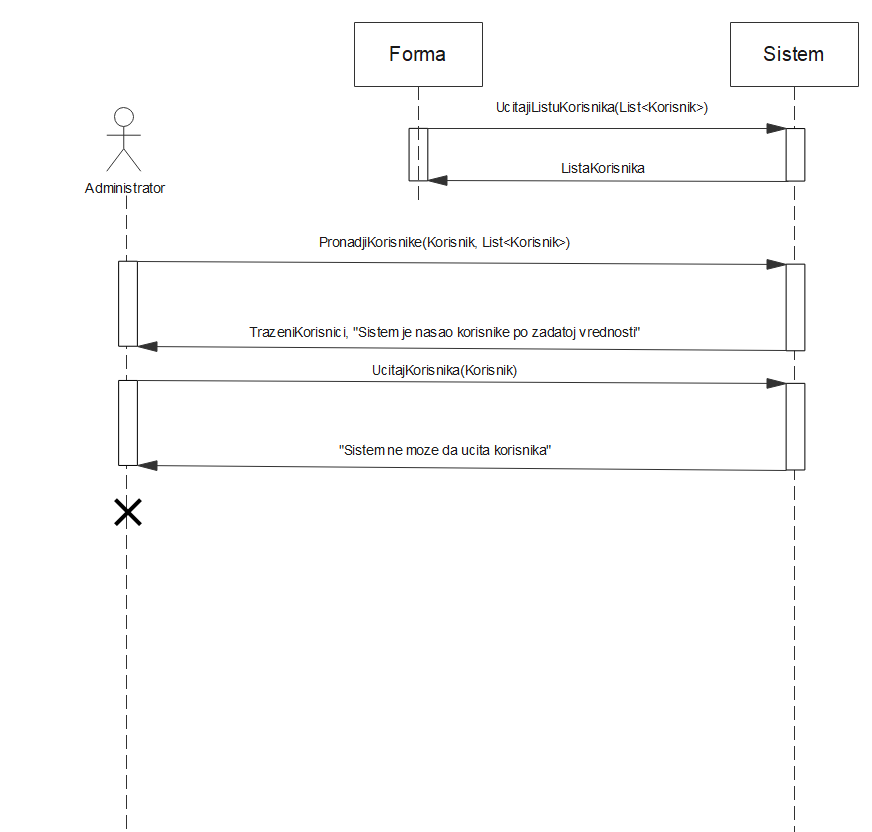 Forma
Sistem
UcitajiListuKorisnika(List<Korisnik>)
ListaKorisnika
Administrator
PronadjiKorisnike(Korisnik, List<Korisnik>)
TrazeniKorisnici, "Sistem je nasao korisnike po zadatoj vrednosti"
UcitajKorisnika(Korisnik)
"Sistem ne moze da ucita korisnika"